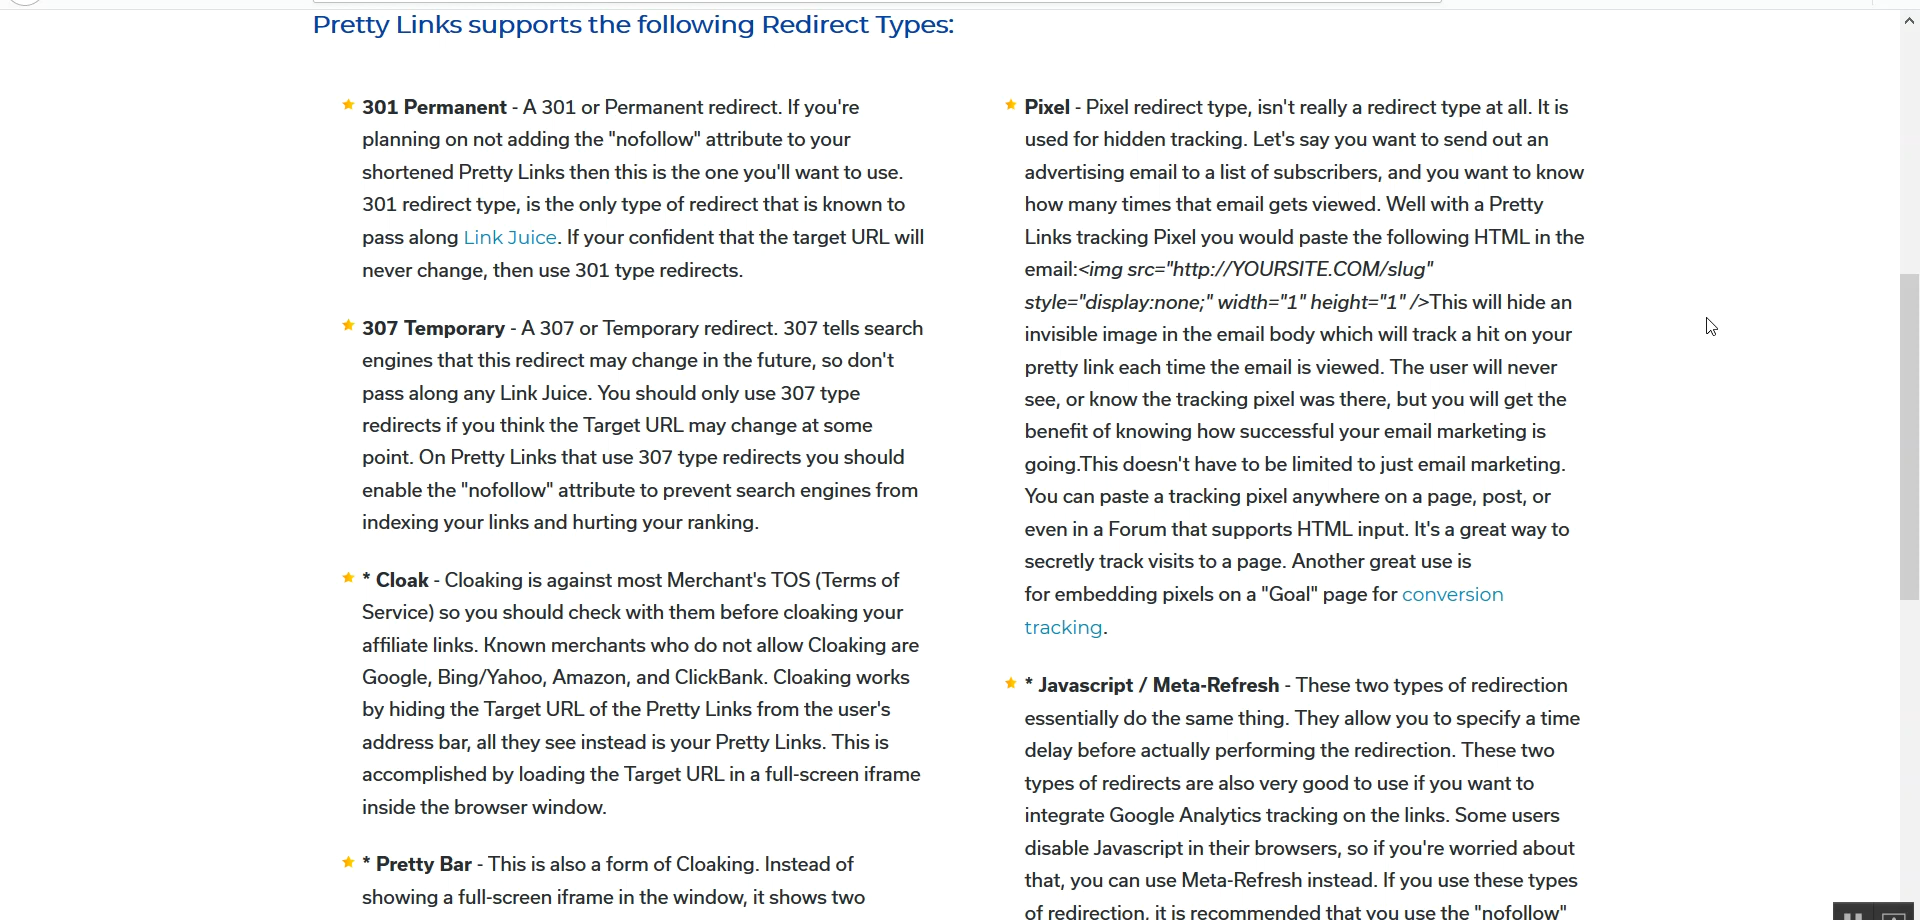 Pretty Links supports the following Redirect Types:
301 Permanent - A 301 or Permanent redirect. If you're
planning on not adding the "nofollow" attribute to your
shortened Pretty Links then this is the one you'll want to use.
301 redirect type, is the only type of redirect that is known to
pass along Link Juice. If your confident that the target URL will
never change, then use 301 type redirects.
307 Temporary - A 307 or Temporary redirect. 307 tells search
engines that this redirect may change in the future, so don't
pass along any Link Juice. You should only use 307 type
redirects if you think the Target URL may change at some
point. On Pretty Links that use 307 type redirects you should
enable the "nofollow" attribute to prevent search engines from
indexing your links and hurting your ranking.
* Cloak - Cloaking is against most Merchant's TOS (Terms of
Service) so you should check with them before cloaking your
affiliate links. Known merchants who do not allow Cloaking are
Google, Bing/Yahoo, Amazon, and ClickBank. Cloaking works
by hiding the Target URL of the Pretty Links from the user's
address bar, all they see instead is your Pretty Links. This is
accomplished by loading the Target URL in a full-screen iframe
inside the browser window.
* Pretty Bar - This is also a form of Cloaking. Instead of
showing a full-screen iframe in the window, it shows two
Pixel - Pixel redirect type, isn't really a redirect type at all. It is
used for hidden tracking. Let's say you want to send out an
advertising email to a list of subscribers, and you want to know
how many times that email gets viewed. Well with a Pretty
Links tracking Pixel you would paste the following HTML in the
email:<img src="http://YOURSITE.COM/slug"
style="display:none;" width="1" height="1" />This will hide an
invisible image in the email body which will track a hit on your
pretty link each time the email is viewed. The user will never
see, or know the tracking pixel was there, but you will get the
benefit of knowing how successful your email marketing is
going.This doesn't have to be limited to just email marketing.
You can paste a tracking pixel anywhere on a page, post, or
even in a Forum that supports HTML input. It's a great way to
secretly track visits to a page. Another great use is
for embedding pixels on a "Goal" page for conversion
tracking.
* Javascript / Meta-Refresh - These two types of redirection
essentially do the same thing. They allow you to specify a time
delay before actually performing the redirection. These two
types of redirects are also very good to use if you want to
integrate Google Analytics tracking on the links. Some users
disable Javascript in their browsers, so if you're worried about
that, you can use Meta-Refresh instead. If you use these types
of redirection, it is recommended that you use the "nofollow"